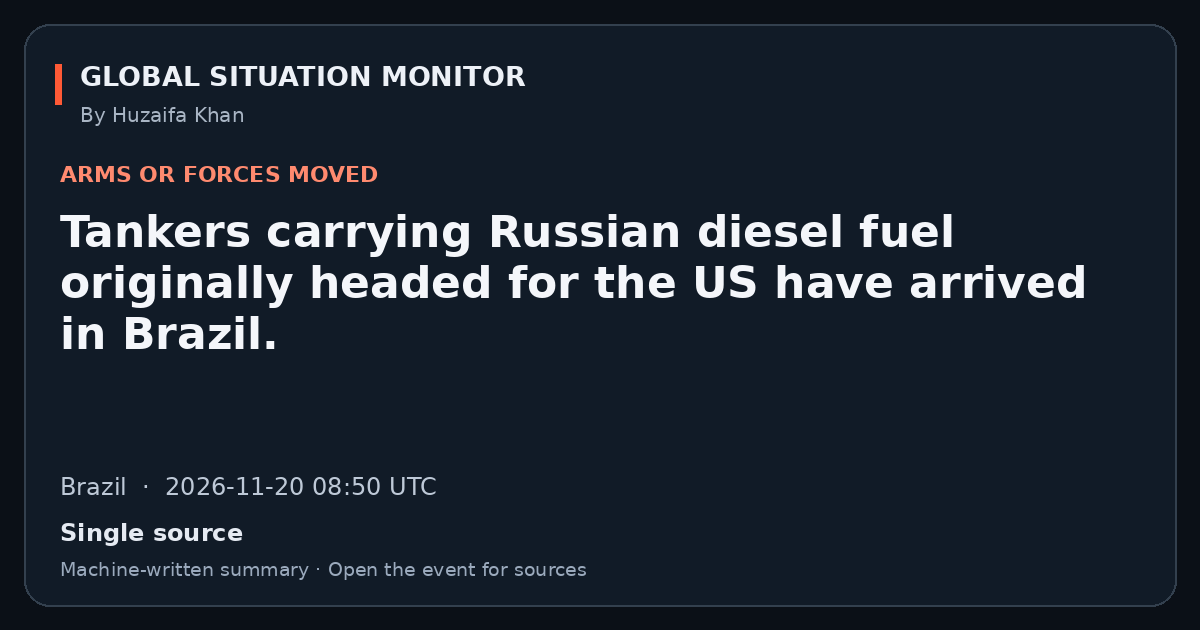 GLOBAL SITUATION MONITOR
By Huzaifa Khan
ARMS OR FORCES MOVED
Tankers carrying Russian diesel fuel
originally headed for the US have arrived
in Brazil.
Brazil · 2026-11-20 08:50 UTC
Single source
Machine-written summary · Open the event for sources